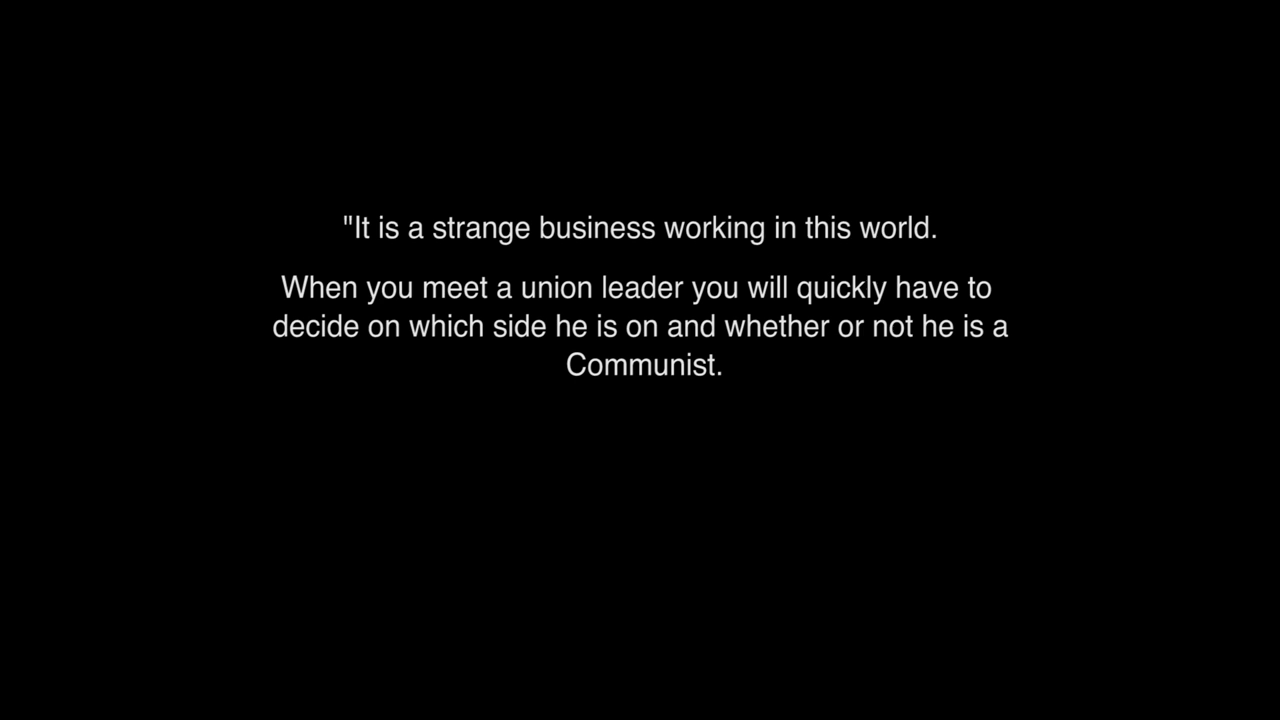 "It is a strange business working in this world.
When you meet a union leader you will quickly have to
decide on which side he is on and whether or not he is a
Communist.